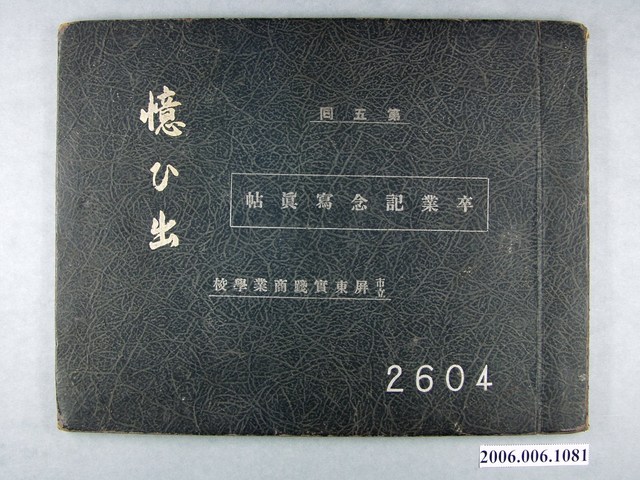 憶ひ出
第五回
卒業記念寫眞帖
市立屏東實踐商業學校
2604
2006.006.1081